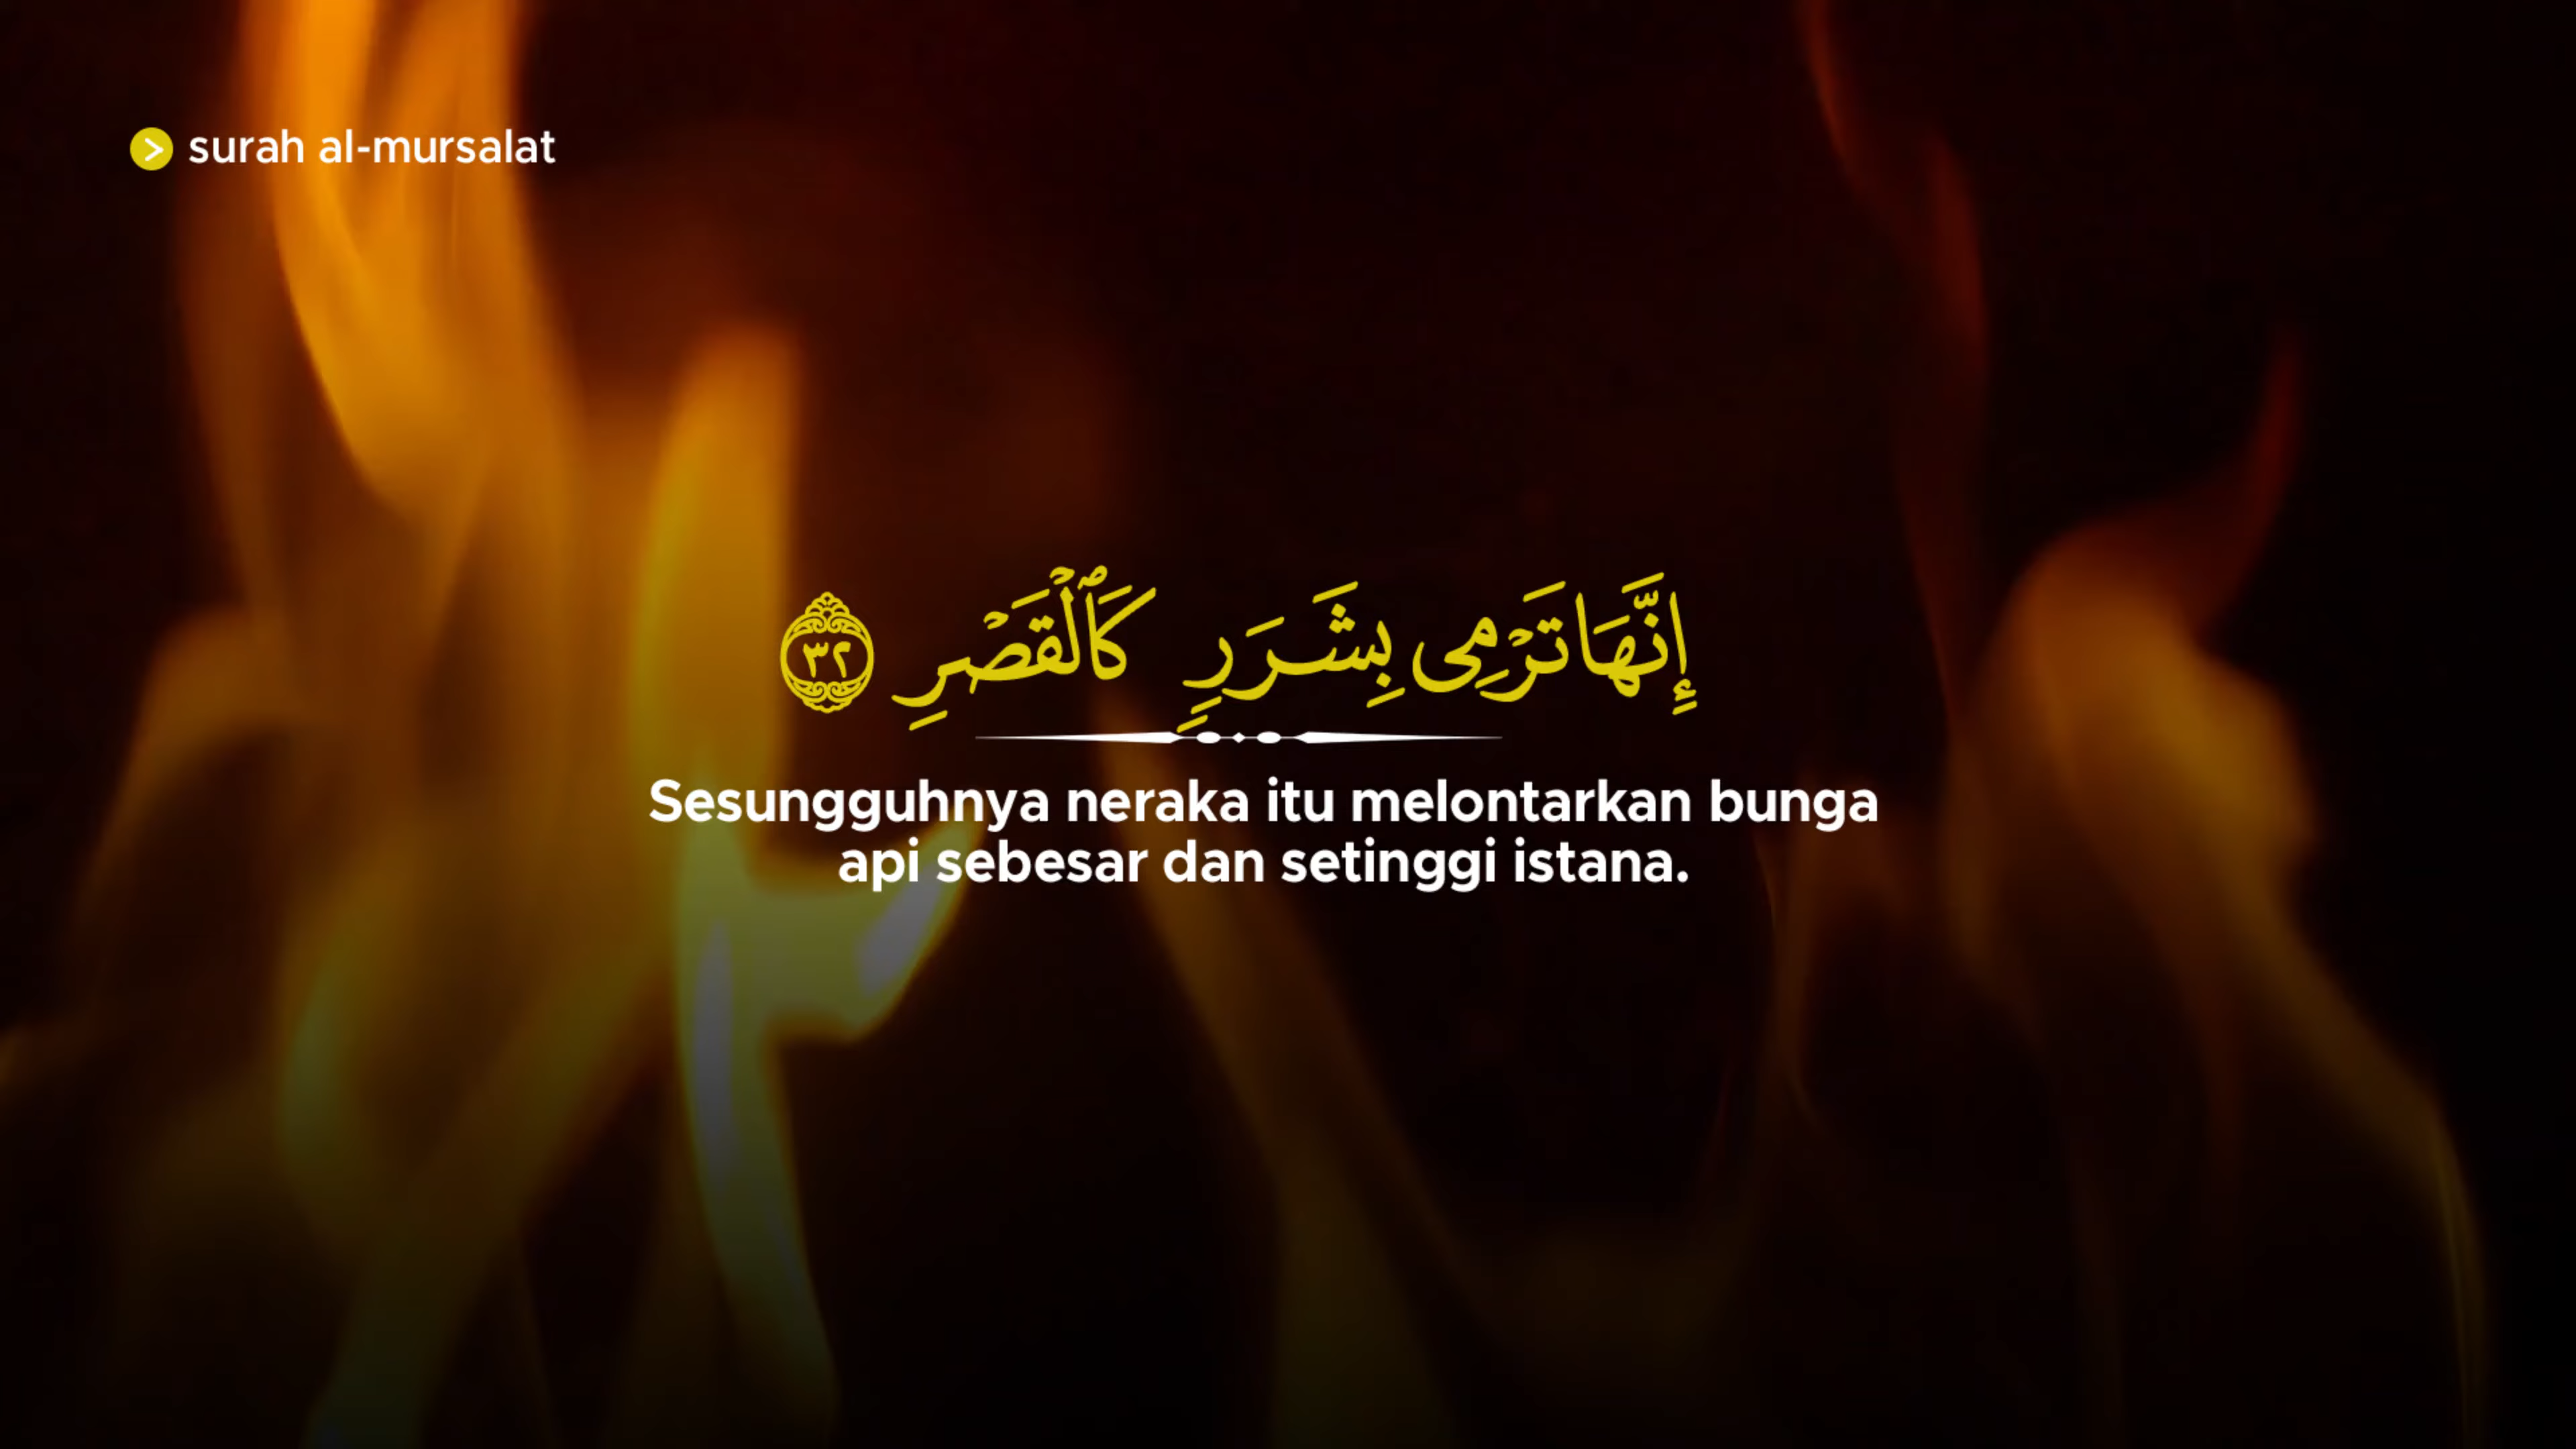 surah al-mursalat
إِنَّهَا تَرْمِى بِشَرَرٍ كَٱلْقَصْرِ ٣٢
Sesungguhnya neraka itu melontarkan bunga
api sebesar dan setinggi istana.